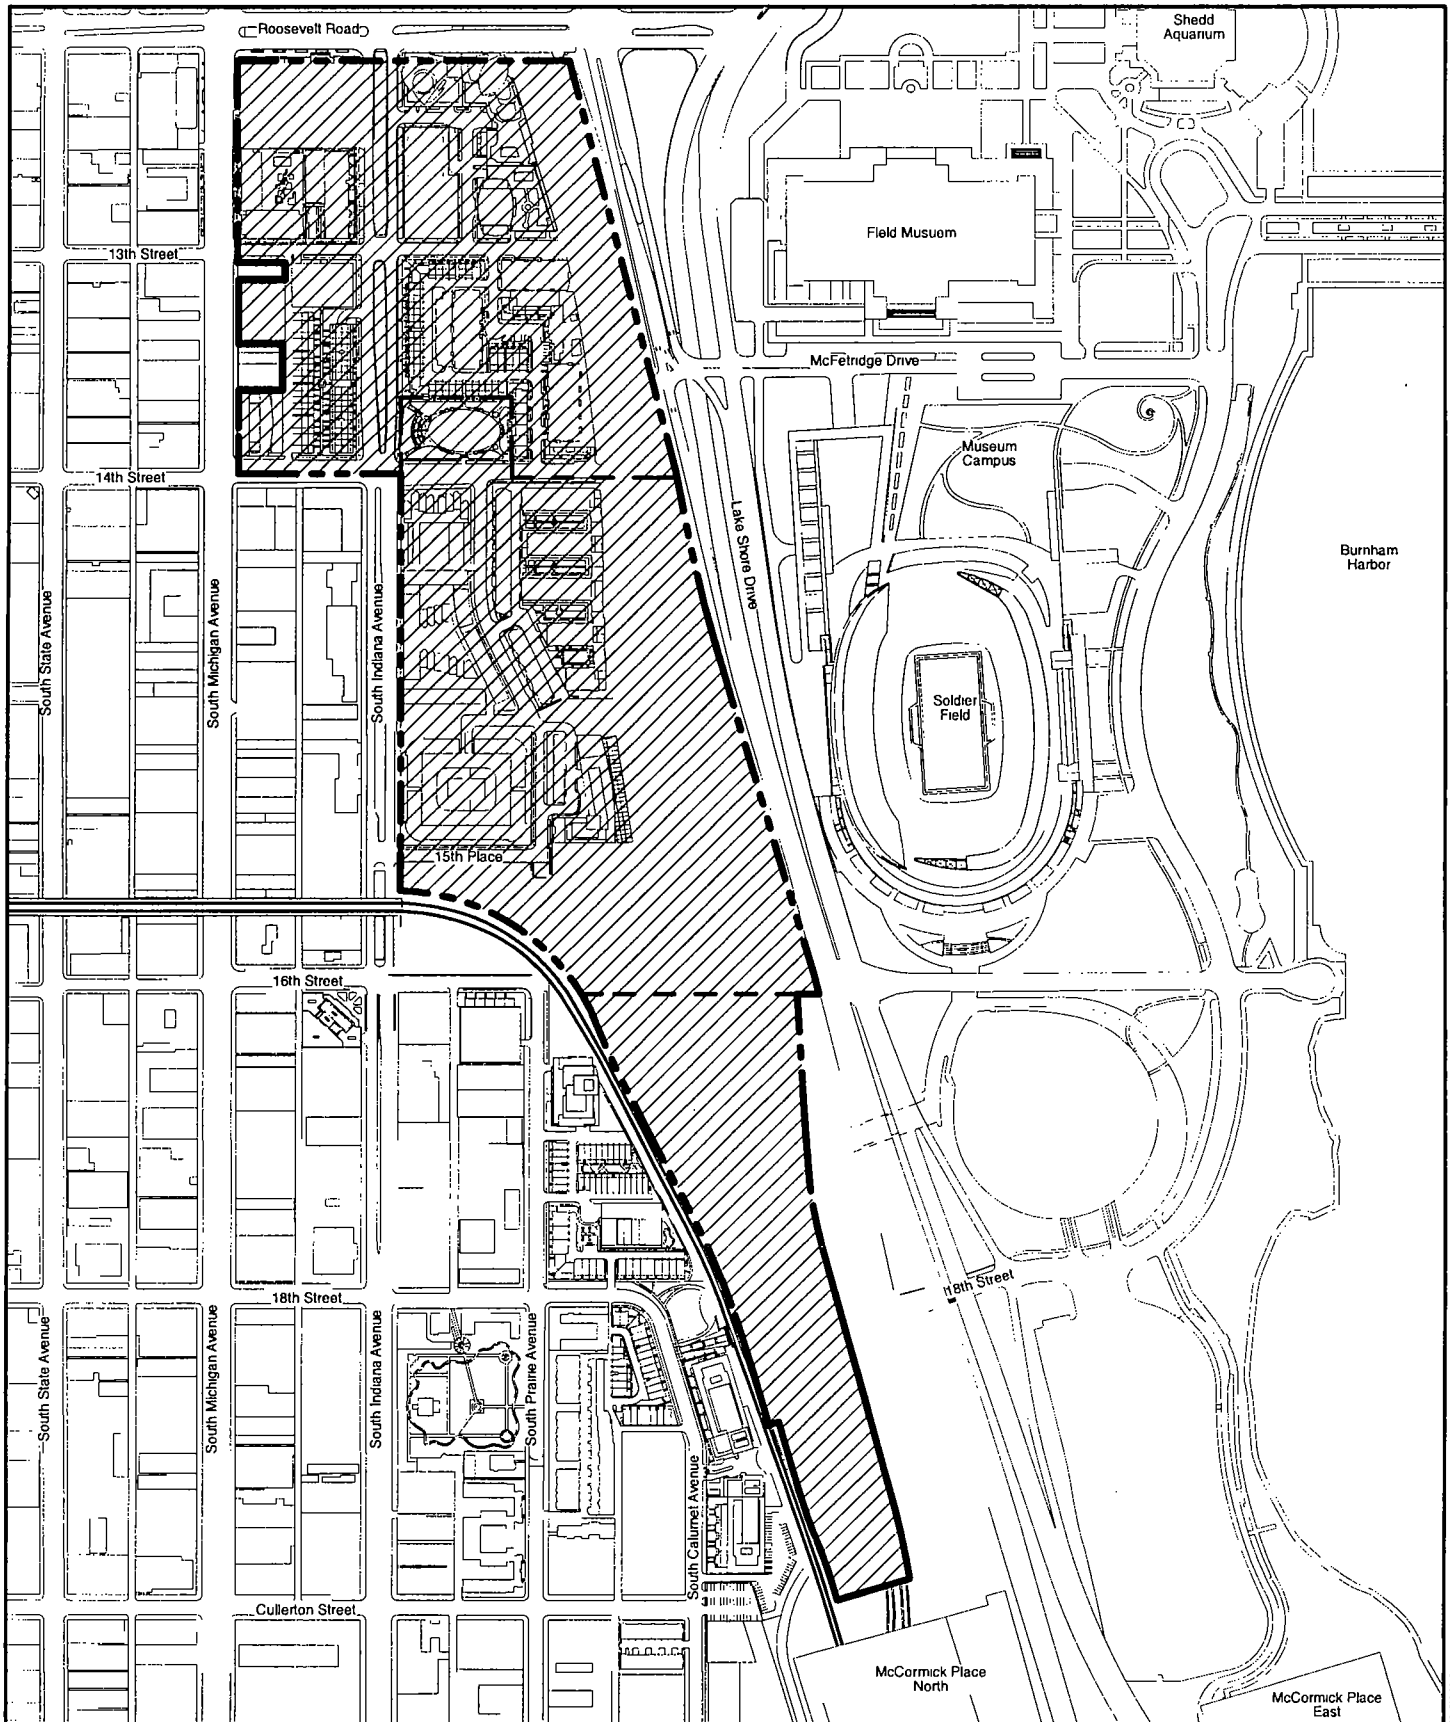 Roosevelt Road
Shedd
Aquarium
Field Musuem
13th Street
McFetridge Drive
Museum
Campus
14th Street
Lake Shore Drive
Burnham
Harbor
South State Avenue
South Michigan Avenue
South Indiana Avenue
Soldier
Field
15th Place
16th Street
18th Street
18th Street
South State Avenue
South Michigan Avenue
South Indiana Avenue
South Prairie Avenue
South Calumet Avenue
Cullerton Street
McCormick Place
North
McCormick Place
East